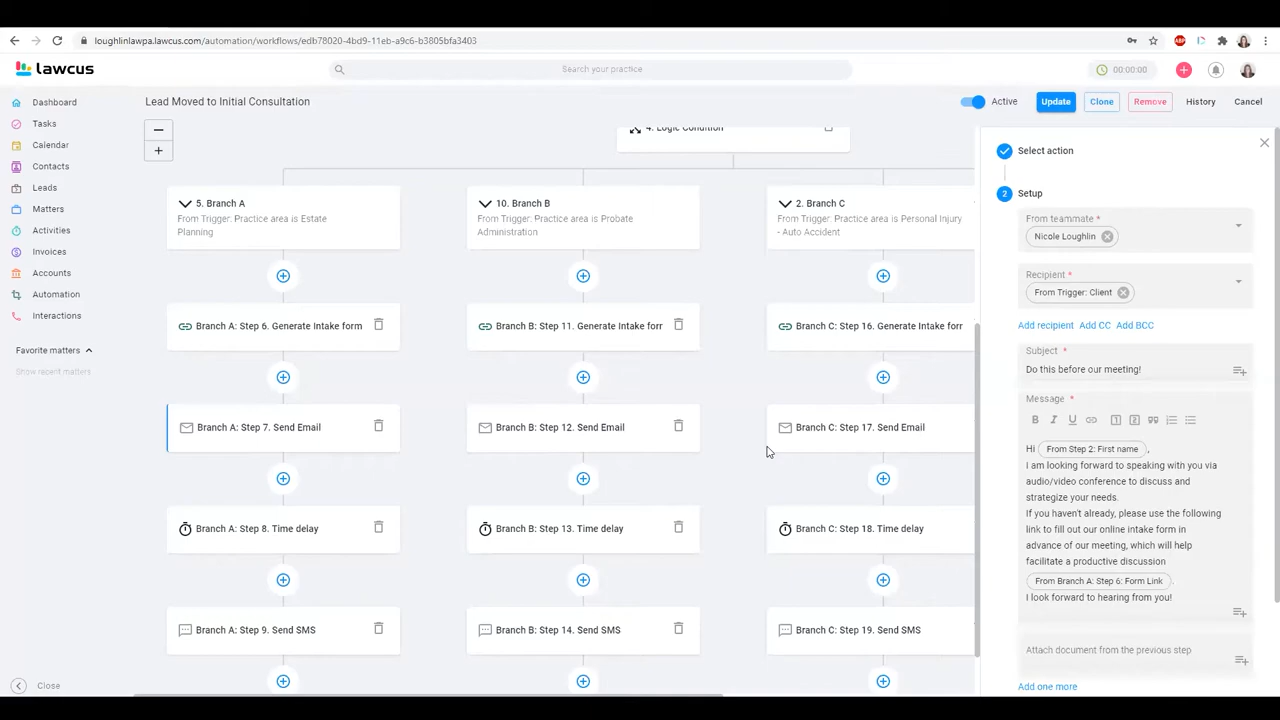 loughlinlawpa.lawcus.com/automation/workflows/edb78020-4bd9-11eb-a9c6-b3805bfa3403
ABP
lawcus
Search your practice
00:00:00
Dashboard
Tasks
Calendar
Contacts
Leads
Matters
Activities
Invoices
Accounts
Automation
Interactions
Favorite matters
Show recent matters
Close
Lead Moved to Initial Consultation
Active
Update
Clone
Remove
History
Cancel
4. Logic Condition
5. Branch A
From Trigger: Practice area is Estate
Planning
Branch A: Step 6. Generate Intake form
Branch A: Step 7. Send Email
Branch A: Step 8. Time delay
Branch A: Step 9. Send SMS
10. Branch B
From Trigger: Practice area is Probate
Administration
Branch B: Step 11. Generate Intake forr
Branch B: Step 12. Send Email
Branch B: Step 13. Time delay
Branch B: Step 14. Send SMS
2. Branch C
From Trigger: Practice area is Personal Injury
- Auto Accident
Branch C: Step 16. Generate Intake forr
Branch C: Step 17. Send Email
Branch C: Step 18. Time delay
Branch C: Step 19. Send SMS
Select action
2 Setup
From teammate *
Nicole Loughlin
Recipient *
From Trigger: Client
Add recipient Add CC Add BCC
Subject *
Do this before our meeting!
Message *
B I U
Hi From Step 2: First name ,
I am looking forward to speaking with you via
audio/video conference to discuss and
strategize your needs.
If you haven't already, please use the following
link to fill out our online intake form in
advance of our meeting, which will help
facilitate a productive discussion
From Branch A: Step 6: Form Link .
I look forward to hearing from you!
Attach document from the previous step
Add one more